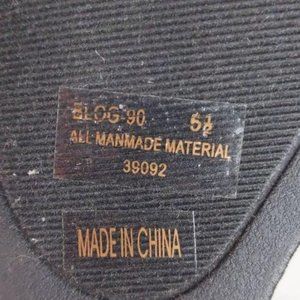 BLOG-90 5½
ALL MANMADE MATERIAL
39092
MADE IN CHINA